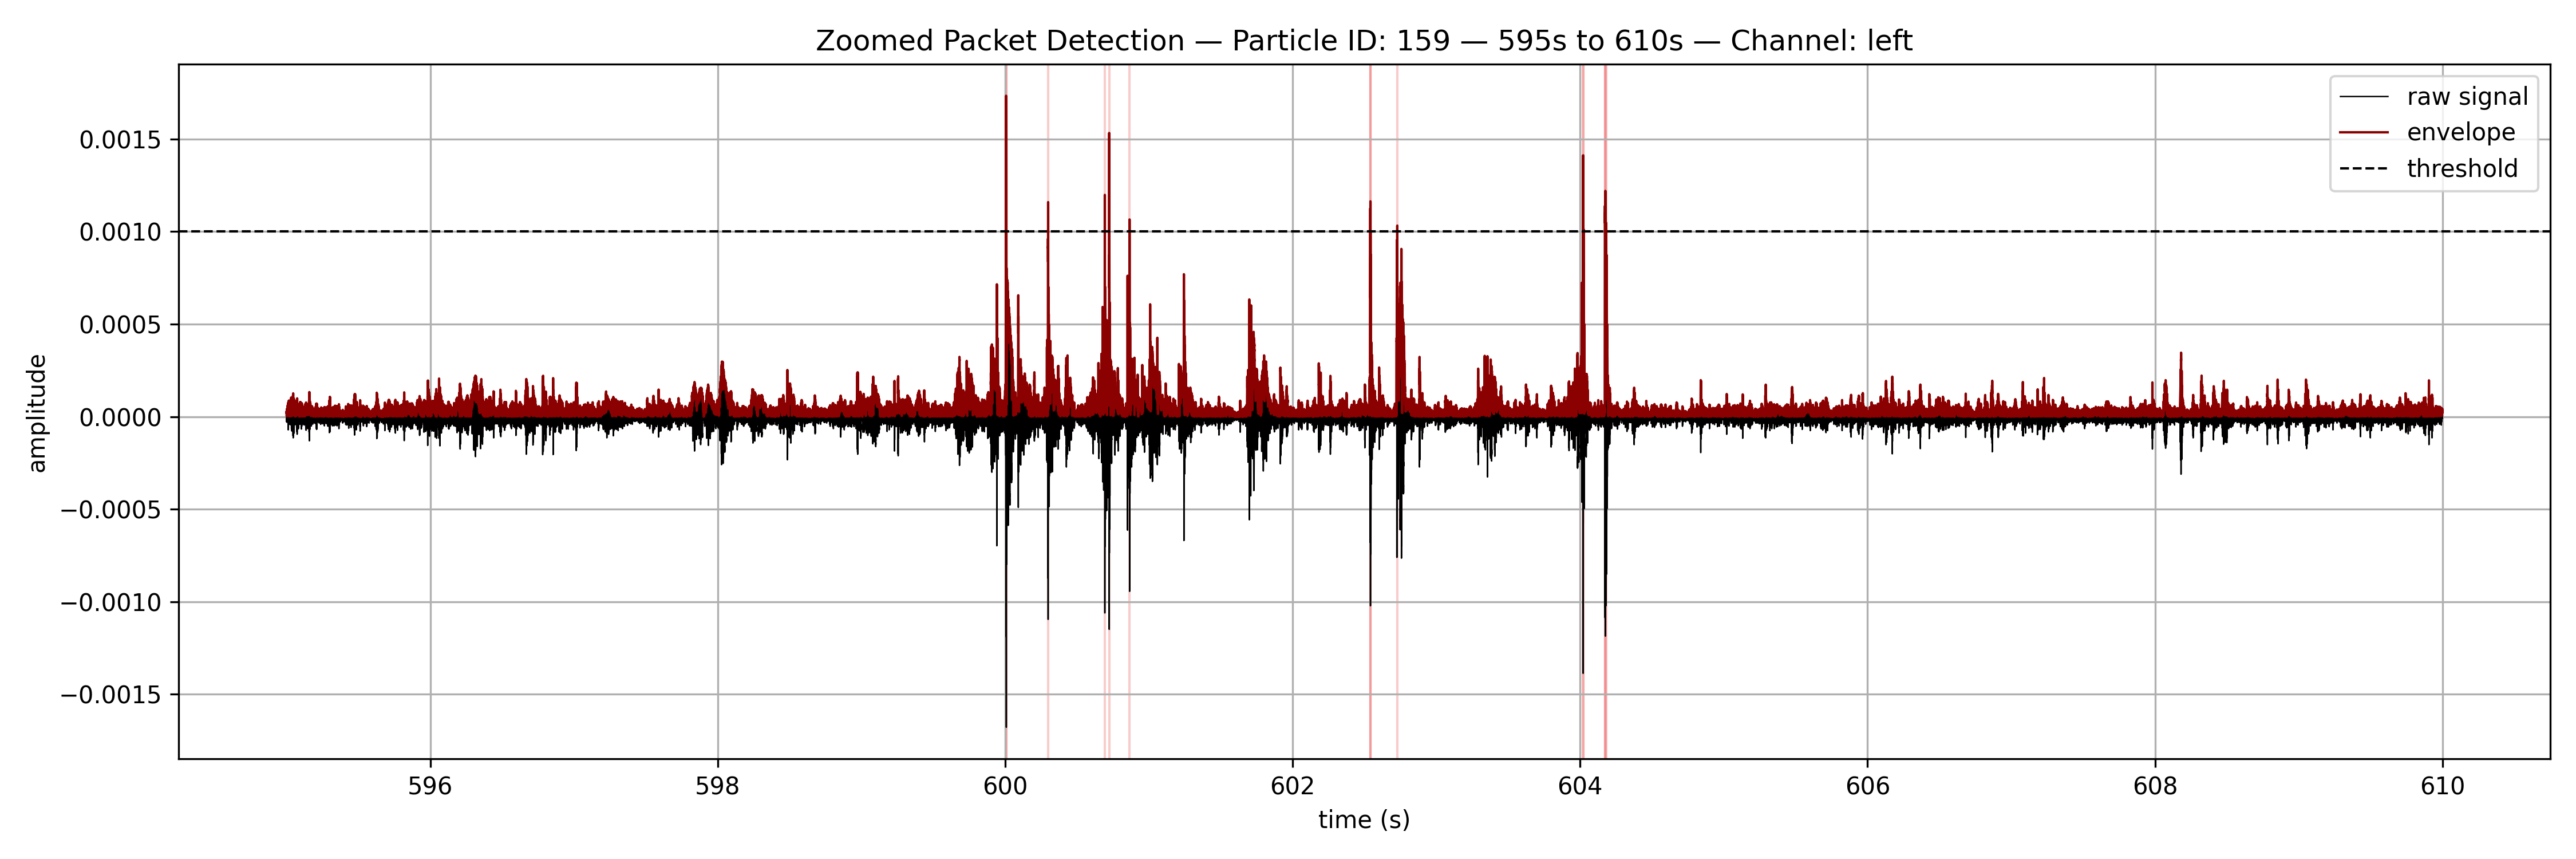 Zoomed Packet Detection — Particle ID: 159 — 595s to 610s — Channel: left
raw signal
envelope
threshold
0.0015
0.0010
0.0005
0.0000
−0.0005
−0.0010
−0.0015
amplitude
596
598
600
602
604
606
608
610
time (s)